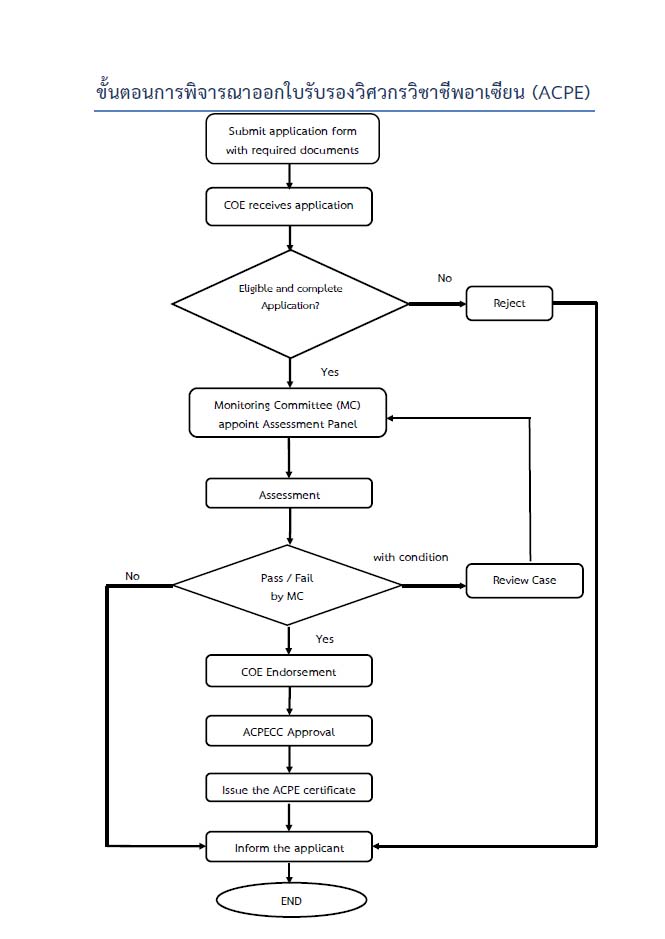 ขั้นตอนการพิจารณาออกใบรับรองวิศวกรวิชาชีพอาเซียน (ACPE)
Submit application form
with required documents
COE receives application
No
Eligible and complete
Application?
Reject
Yes
Monitoring Committee (MC)
appoint Assessment Panel
Assessment
with condition
No
Pass / Fail
by MC
Review Case
Yes
COE Endorsement
ACPECC Approval
Issue the ACPE certificate
Inform the applicant
END